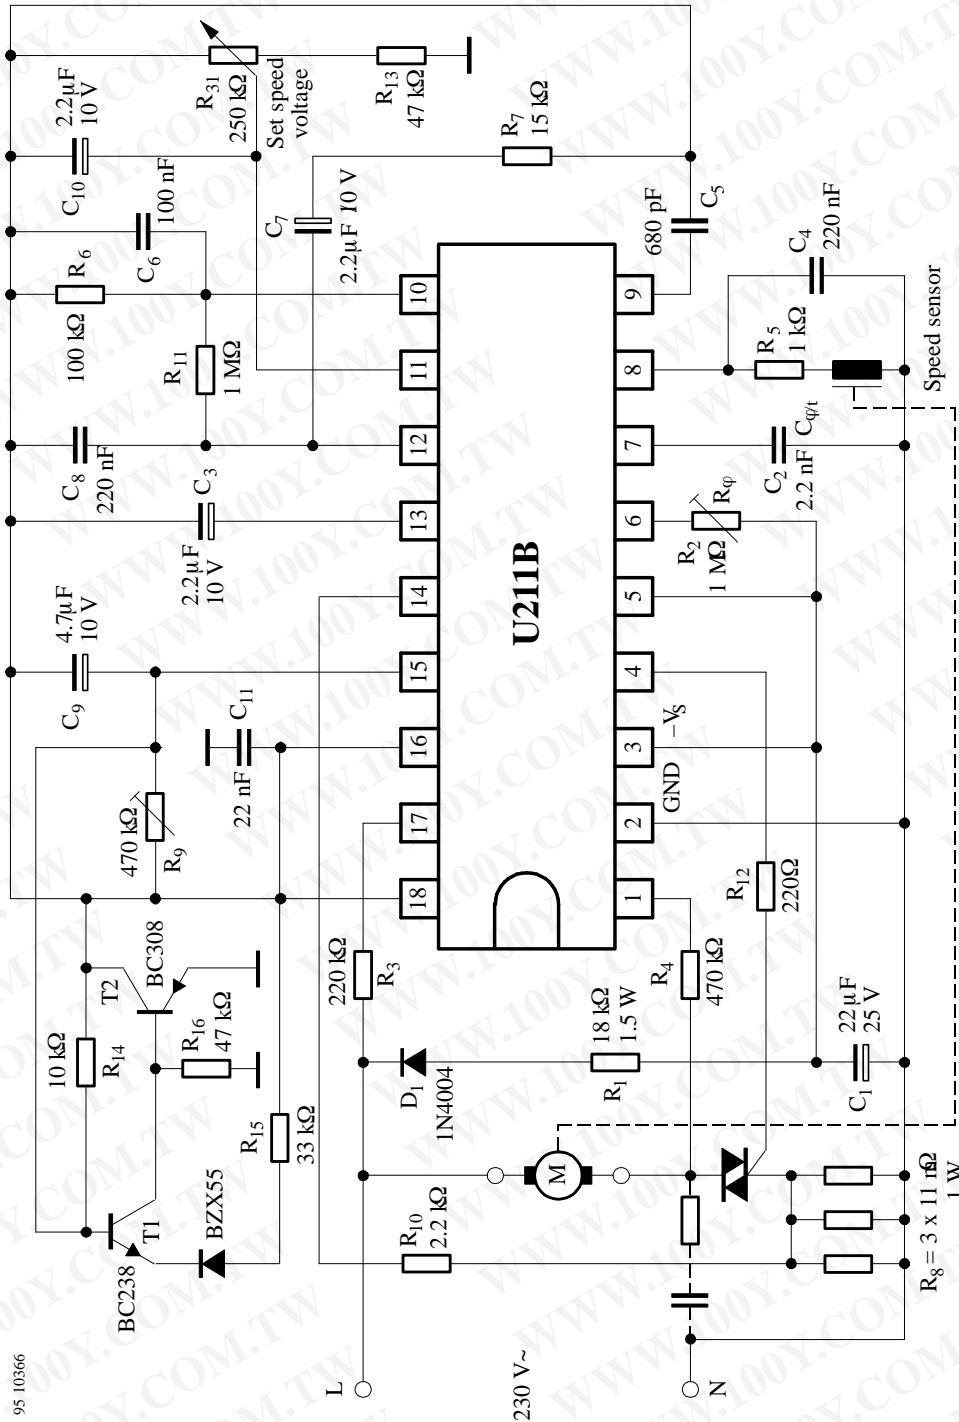 95 10366
L
230 V~
N
BC238
T1
BZX55
10 kΩ
R14
T2
BC308
R16
47 kΩ
R15
33 kΩ
R10
2.2 kΩ
M
R8 = 3 x 11 mΩ
1 W
D1
1N4004
R1
18 kΩ
1.5 W
C1
22 μF
25 V
220 kΩ
R3
R4
470 kΩ
R12
220Ω
470 kΩ
R9
22 nF
C11
C9
4.7μF
10 V
2.2μF
10 V
C3
C8
220 nF
R11
1 MΩ
100 kΩ
R6
C6
100 nF
C10
2.2μF
10 V
R31
250 kΩ
Set speed
voltage
R13
47 kΩ
C7
2.2μF 10 V
R7
15 kΩ
18
17
16
15
14
13
12
11
10
U211B
1
2
3
4
5
6
7
8
9
GND
–VS
R2
1 MΩ
Rφ
C2
2.2 nF
Cφ/t
R5
1 kΩ
C4
220 nF
680 pF
C5
Speed sensor
WWW.100Y.COM.TW